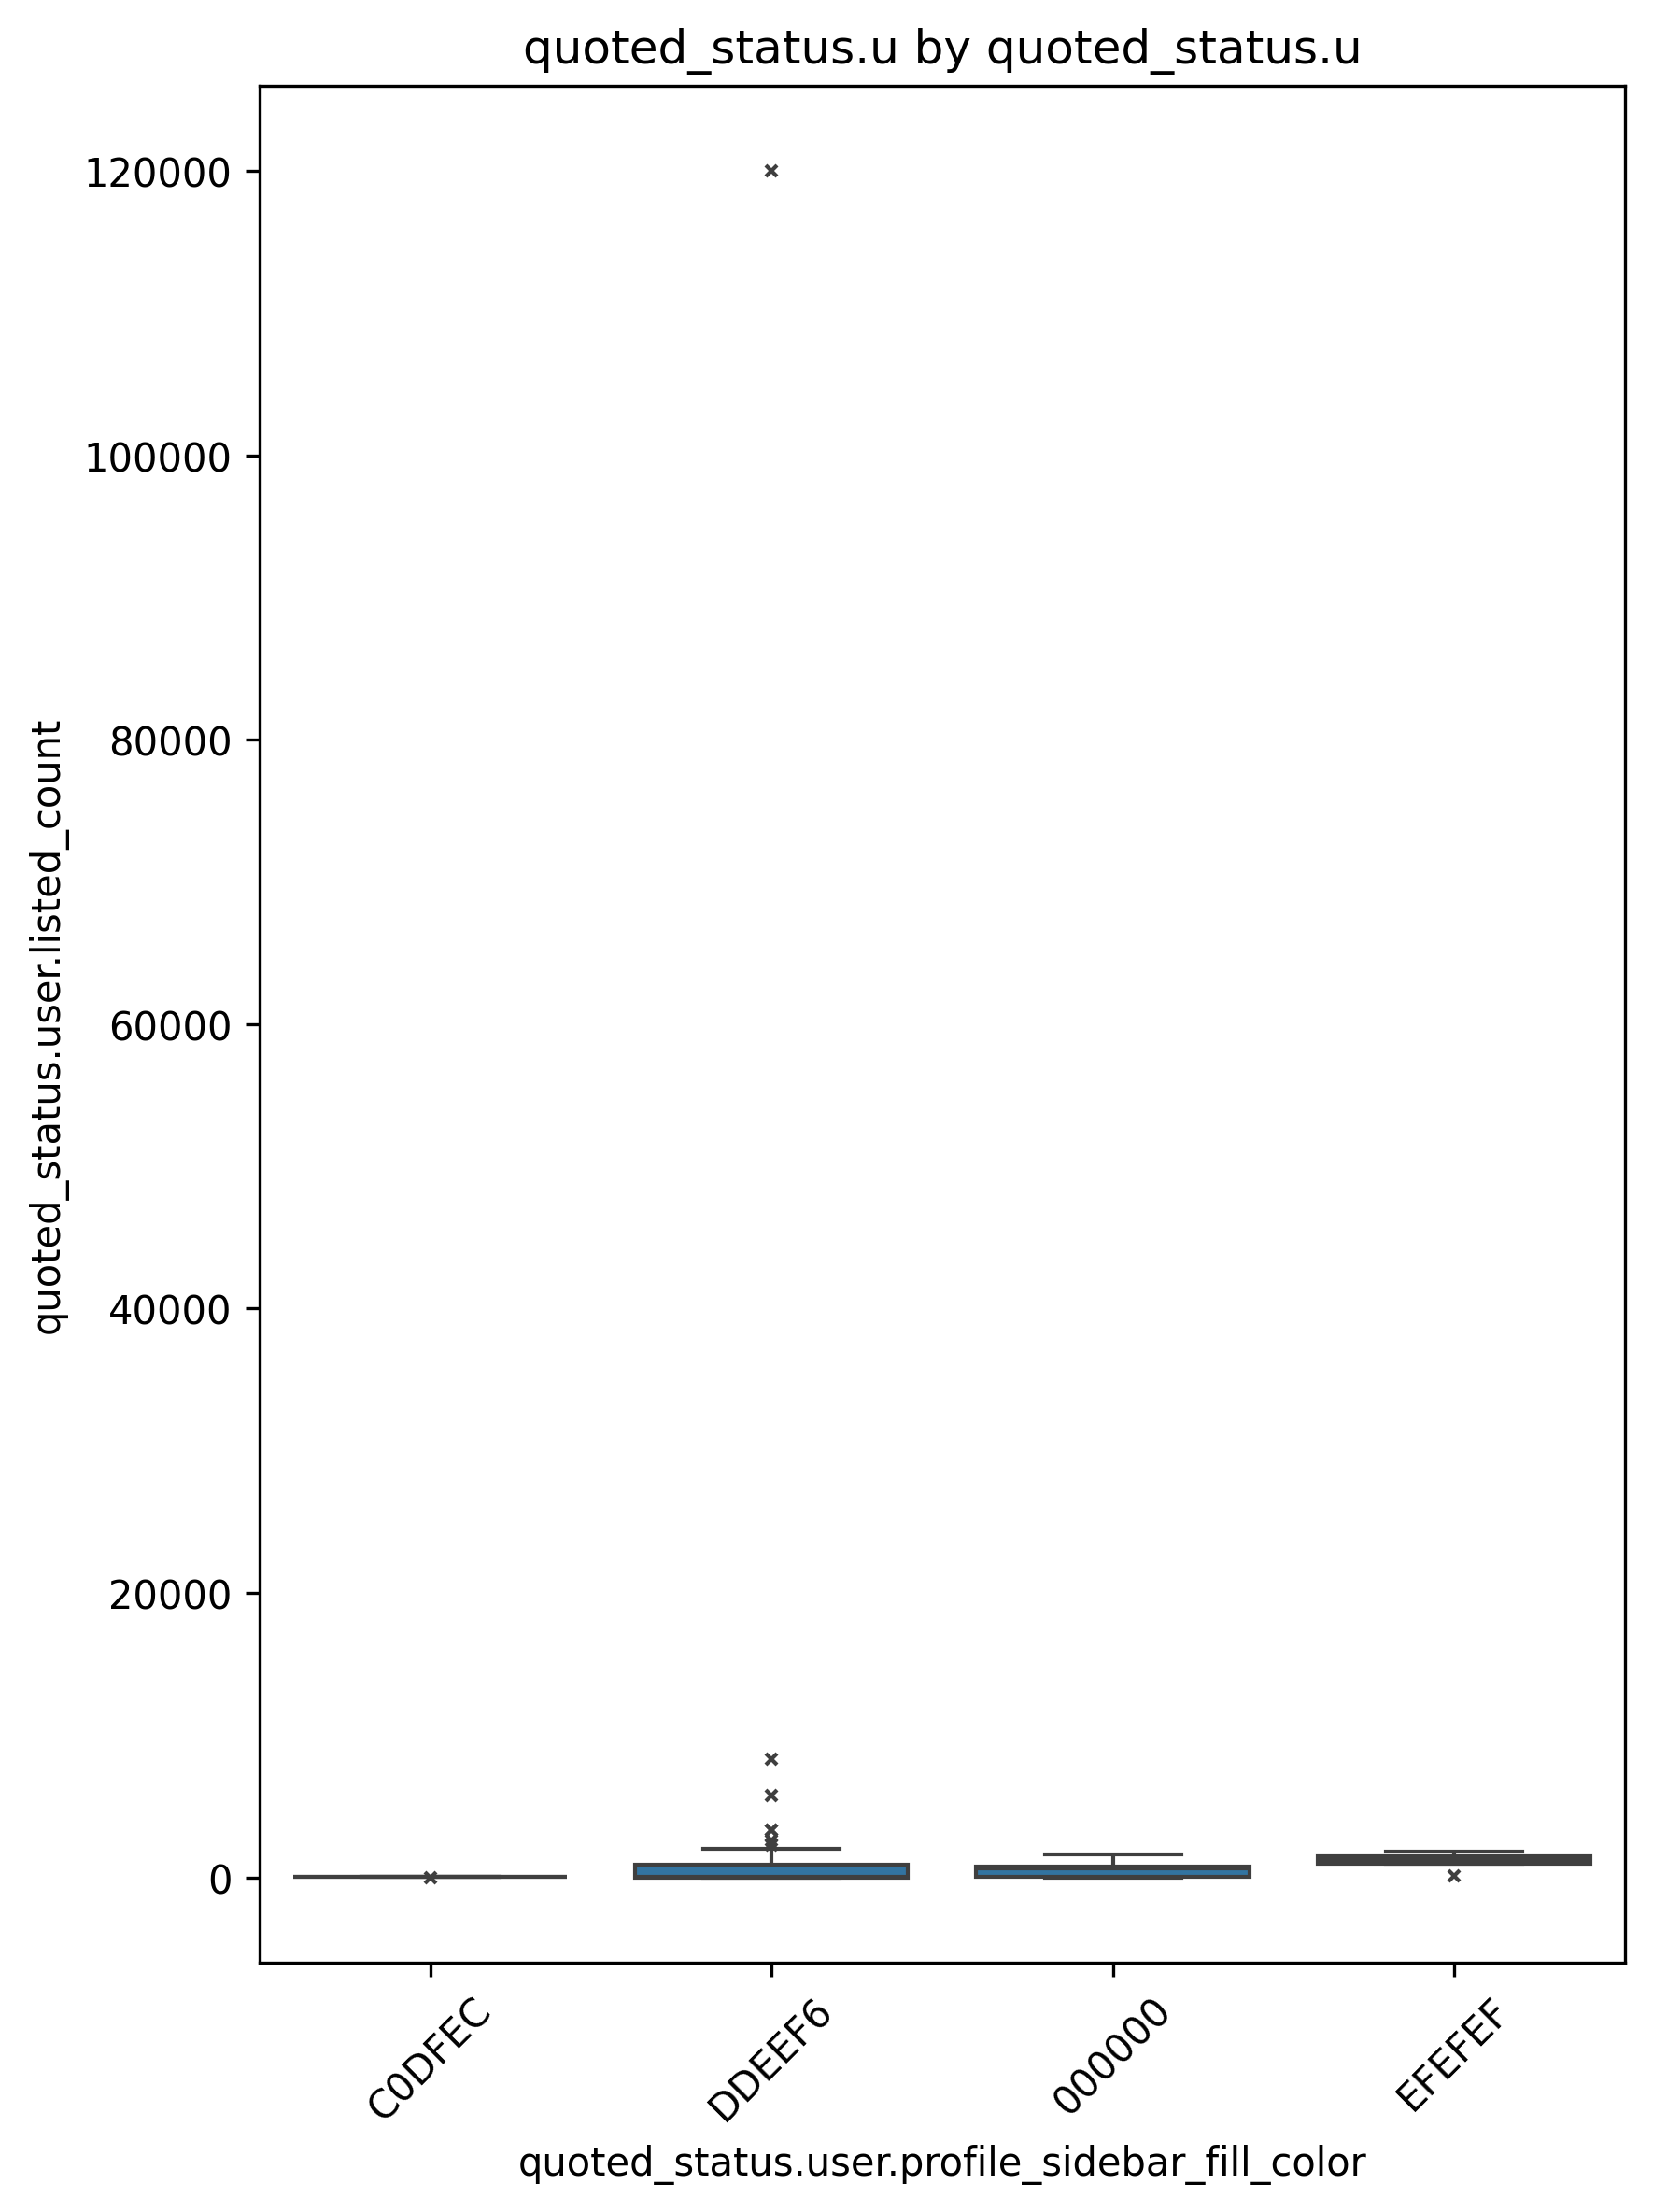 quoted_status.u by quoted_status.u
120000
100000
80000
60000
40000
20000
0
quoted_status.user.listed_count
C0DFEC
DDEEF6
000000
EFEFEF
quoted_status.user.profile_sidebar_fill_color